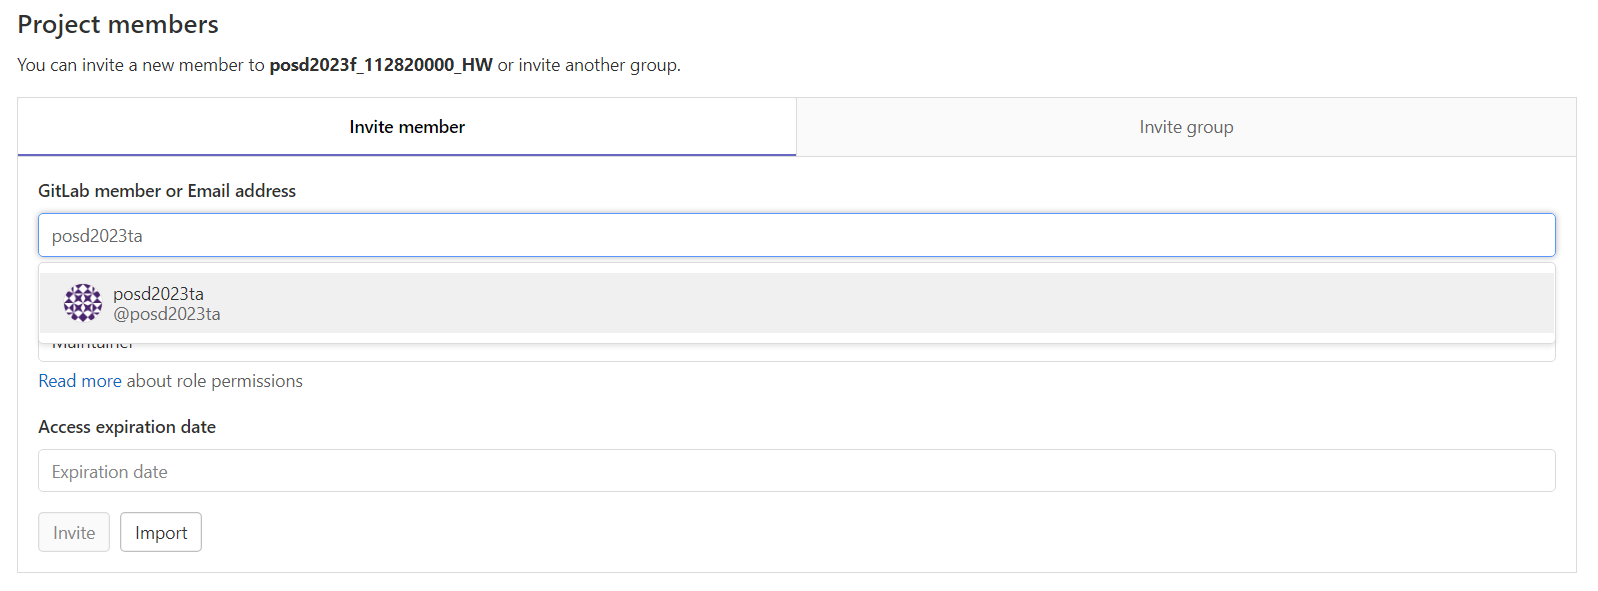 Project members
You can invite a new member to posd2023f_112820000_HW or invite another group.
Invite member
Invite group
GitLab member or Email address
posd2023ta
posd2023ta
@posd2023ta
Maintainer
Read more about role permissions
Access expiration date
Expiration date
Invite
Import